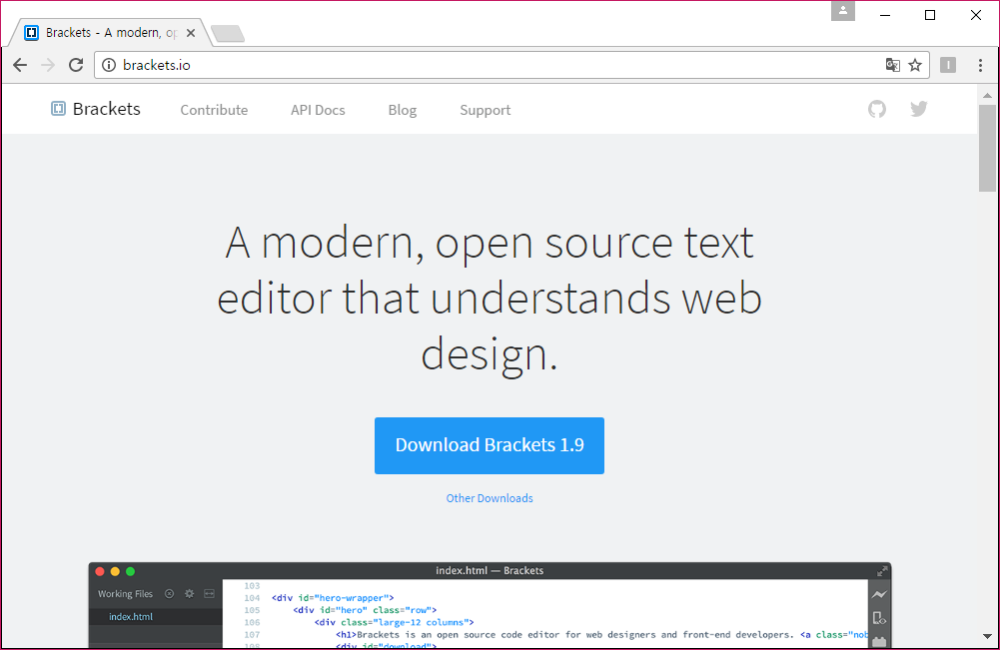 Brackets - A modern, op
brackets.io
Brackets Contribute API Docs Blog Support
A modern, open source text
editor that understands web
design.
Download Brackets 1.9
Other Downloads
index.html — Brackets
Working Files
index.html
103
104 <div id="hero-wrapper">
105 <div id="hero" class="row">
106 <div class="large-12 columns">
107 <h1>Brackets is an open source code editor for web designers and front-end developers. <a class="nob
108 <div id="download">